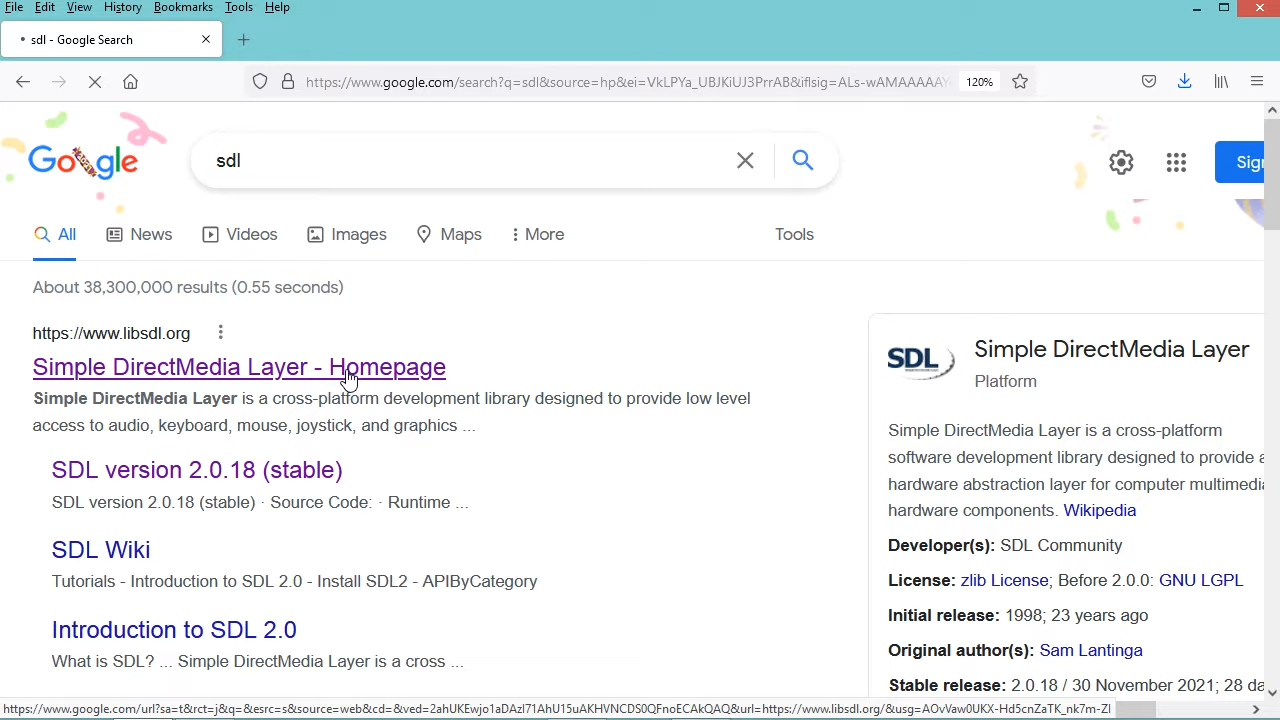 File Edit View History Bookmarks Tools Help
sdl - Google Search
https://www.google.com/search?q=sdl&source=hp&ei=VkLPYa_UBJKiUJ3PrrAB&iflsig=ALs-wAMAAAAAY
120%
Google
sdl
Sign
All News Videos Images Maps More Tools
About 38,300,000 results (0.55 seconds)
https://www.libsdl.org
Simple DirectMedia Layer - Homepage
Simple DirectMedia Layer is a cross-platform development library designed to provide low level
access to audio, keyboard, mouse, joystick, and graphics ...
SDL version 2.0.18 (stable)
SDL version 2.0.18 (stable) · Source Code: · Runtime ...
SDL Wiki
Tutorials - Introduction to SDL 2.0 - Install SDL2 - APIByCategory
Introduction to SDL 2.0
What is SDL? ... Simple DirectMedia Layer is a cross ...
SDL
Simple DirectMedia Layer
Platform
Simple DirectMedia Layer is a cross-platform
software development library designed to provide a
hardware abstraction layer for computer multimedia
hardware components. Wikipedia
Developer(s): SDL Community
License: zlib License; Before 2.0.0: GNU LGPL
Initial release: 1998; 23 years ago
Original author(s): Sam Lantinga
Stable release: 2.0.18 / 30 November 2021; 28 da
https://www.google.com/url?sa=t&rct=j&q=&esrc=s&source=web&cd=&ved=2ahUKEwjo1aDAzl71AhU15uAKHVNCDS0QFnoECAkQAQ&url=https://www.libsdl.org/&usg=AOvVaw0UKX-Hd5cnZaTK_nk7m-Zl